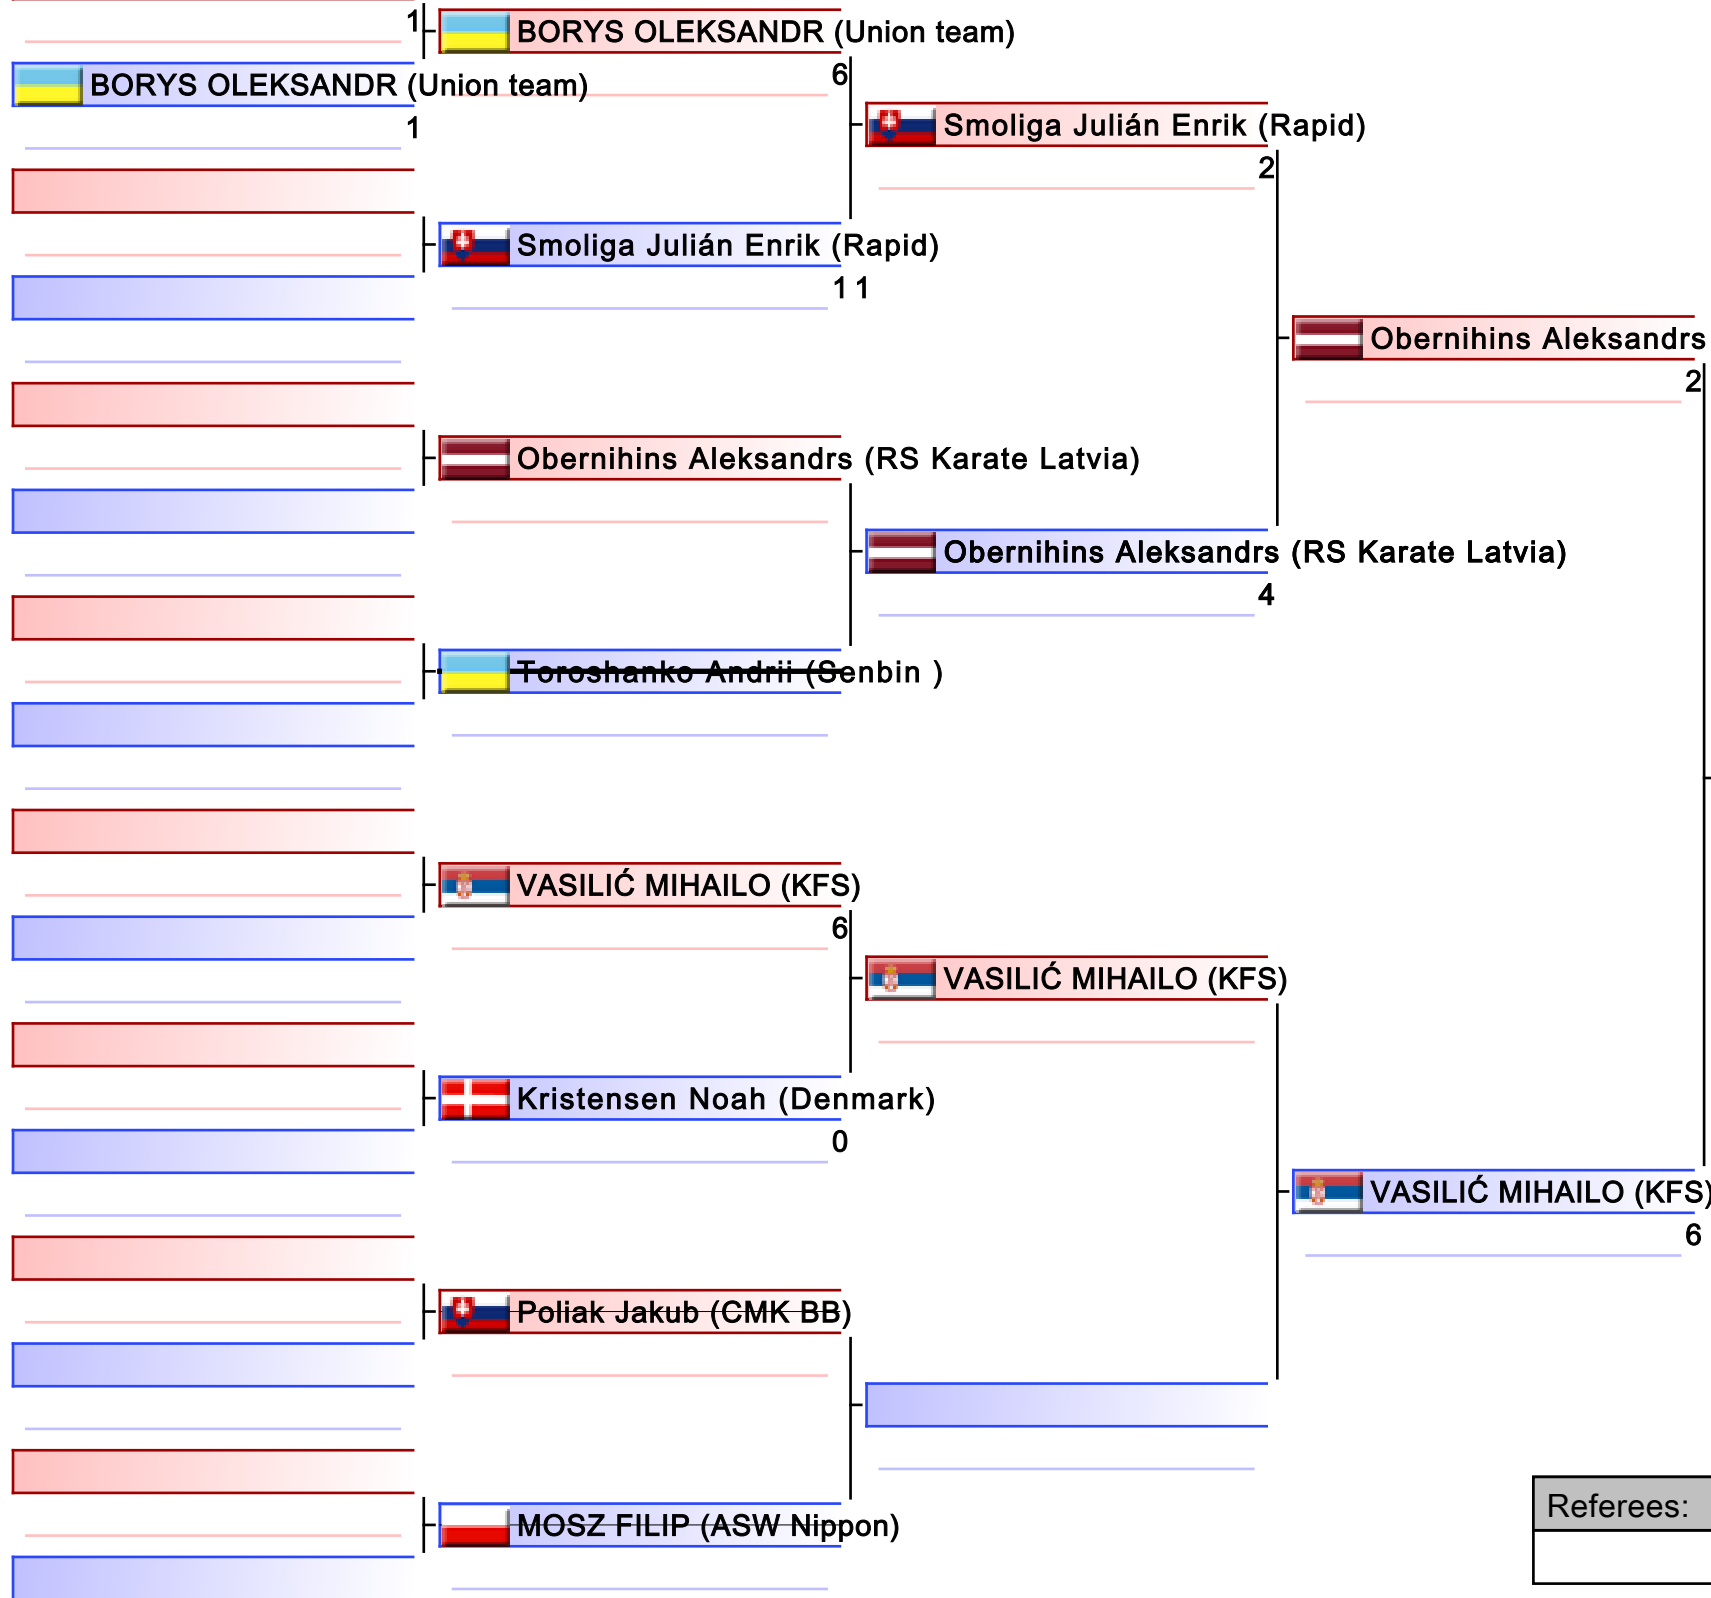 1
BORYS OLEKSANDR (Union team)
6
BORYS OLEKSANDR (Union team)
1
Smoliga Julián Enrik (Rapid)
2
Smoliga Julián Enrik (Rapid)
11
Obernihins Aleksandrs
2
Obernihins Aleksandrs (RS Karate Latvia)
Obernihins Aleksandrs (RS Karate Latvia)
4
Toroshanko Andrii (Senbin )
VASILIĆ MIHAILO (KFS)
6
VASILIĆ MIHAILO (KFS)
Kristensen Noah (Denmark)
0
VASILIĆ MIHAILO (KFS)
6
Poliak Jakub (CMK BB)
MOSZ FILIP (ASW Nippon)
Referees: